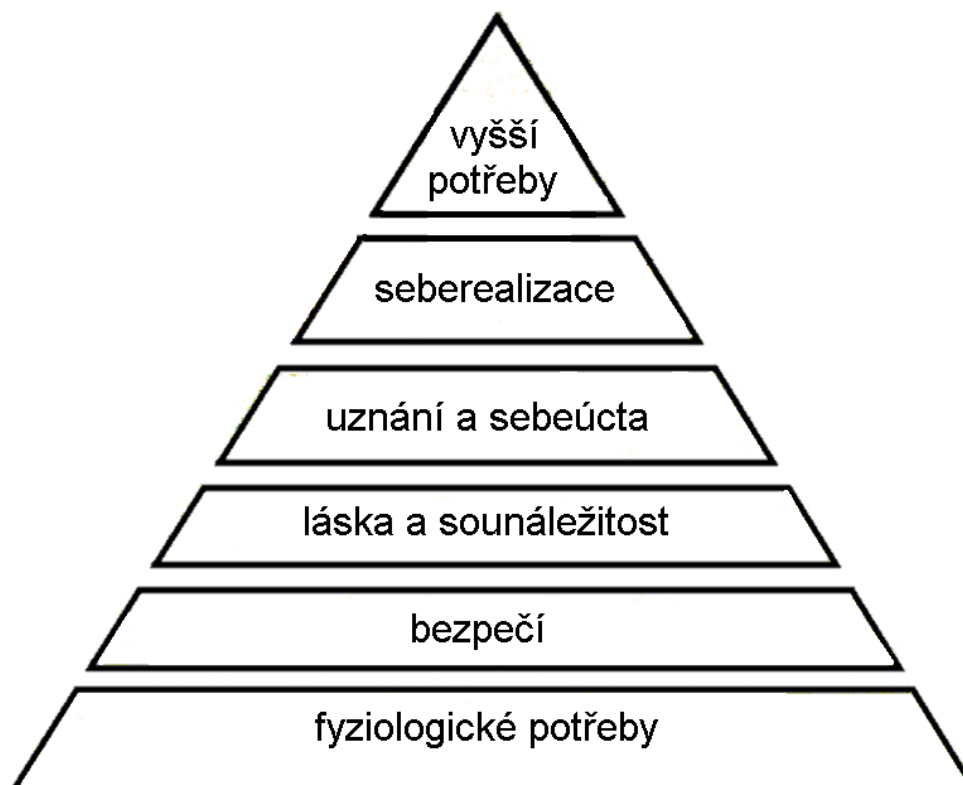 vyšší
potřeby
seberealizace
uznání a sebeúcta
láska a sounáležitost
bezpečí
fyziologické potřeby